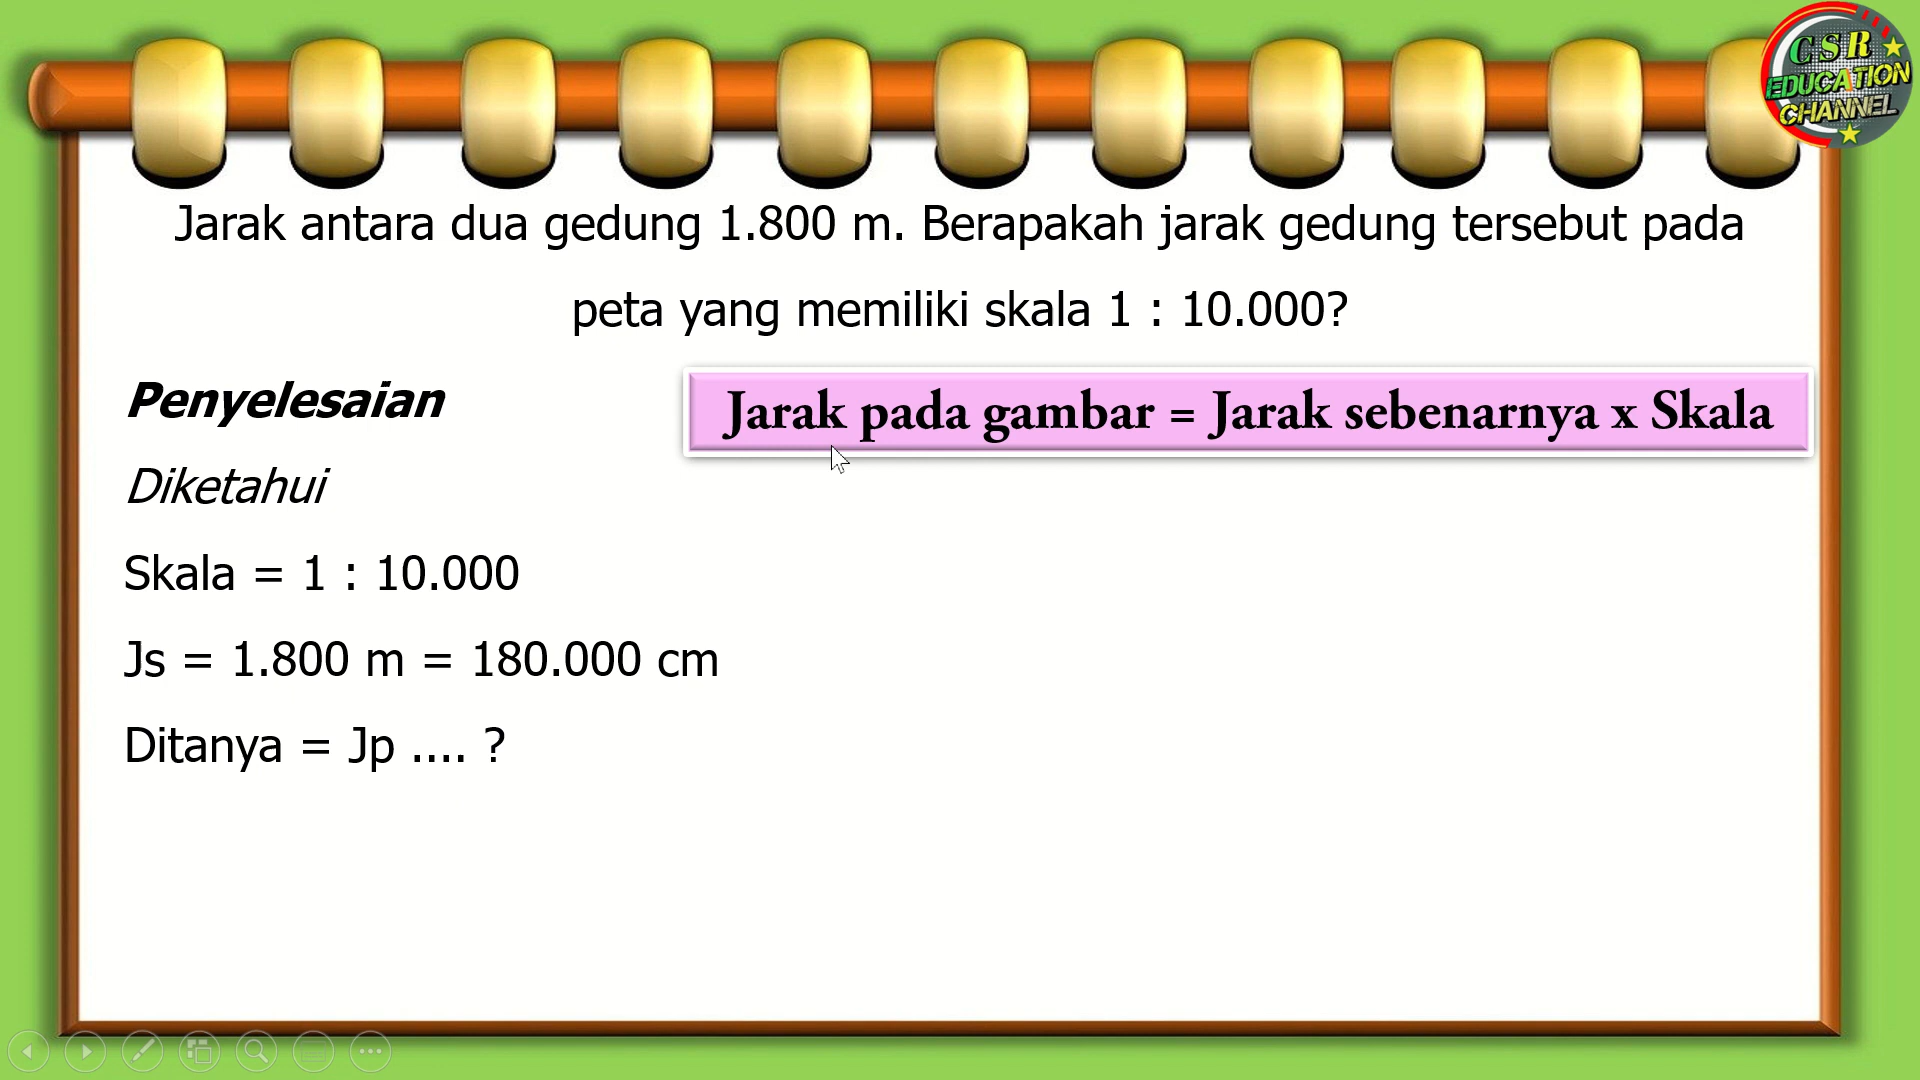 CSR
EDUCATION
CHANNEL
Jarak antara dua gedung 1.800 m. Berapakah jarak gedung tersebut pada
peta yang memiliki skala 1 : 10.000?
Penyelesaian
Jarak pada gambar = Jarak sebenarnya x Skala
Diketahui
Skala = 1 : 10.000
Js = 1.800 m = 180.000 cm
Ditanya = Jp .... ?